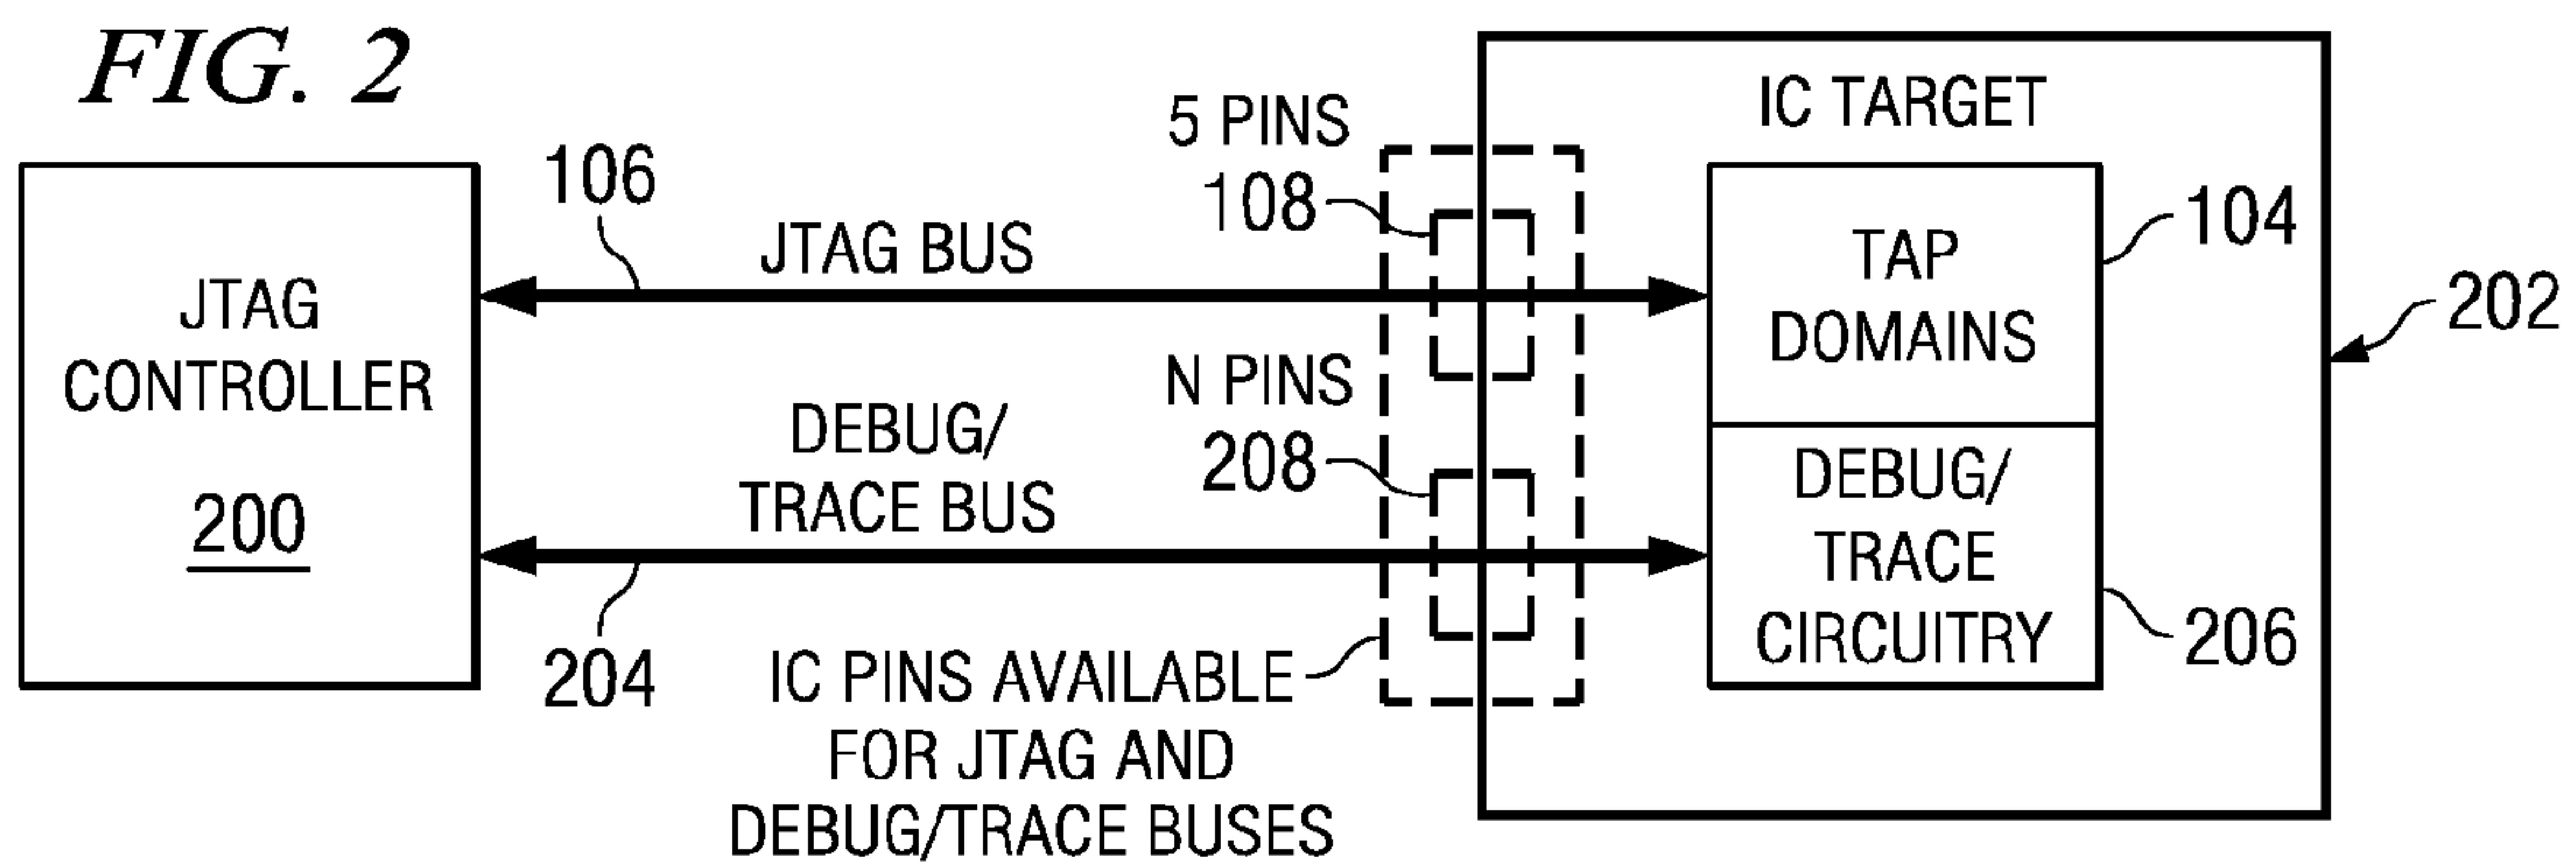 FIG. 2
JTAG
CONTROLLER
200
106
JTAG BUS
DEBUG/
TRACE BUS
204
5 PINS
108
N PINS
208
IC PINS AVAILABLE
FOR JTAG AND
DEBUG/TRACE BUSES
IC TARGET
TAP
DOMAINS
104
DEBUG/
TRACE
CIRCUITRY
206
202